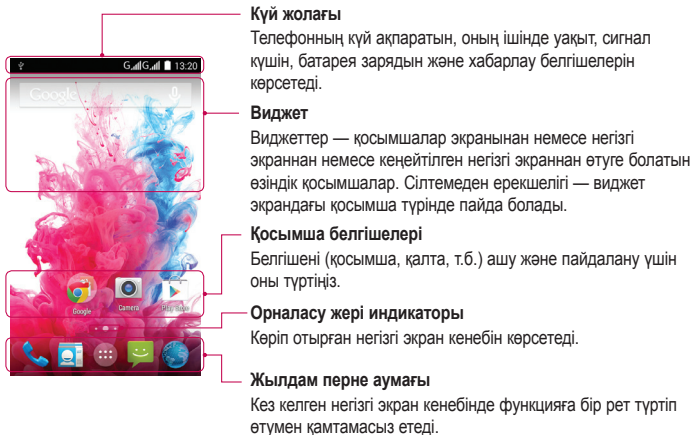 Күй жолағы
Телефонның күй ақпаратын, оның ішінде уақыт, сигнал
күшін, батарея зарядын және хабарлау белгішелерін
көрсетеді.
Виджет
Виджеттер — қосымшалар экранынан немесе негізгі
экраннан немесе кеңейтілген негізгі экраннан өтуге болатын
өзіндік қосымшалар. Сілтемеден ерекшелігі — виджет
экрандағы қосымша түрінде пайда болады.
Қосымша белгішелері
Белгішені (қосымша, қалта, т.б.) ашу және пайдалану үшін
оны түртіңіз.
Орналасу жері индикаторы
Көріп отырған негізгі экран кенебін көрсетеді.
Жылдам перне аумағы
Кез келген негізгі экран кенебінде функцияға бір рет түртіп
өтумен қамтамасыз етеді.
G G 13:20
Google
Google Camera Play Store